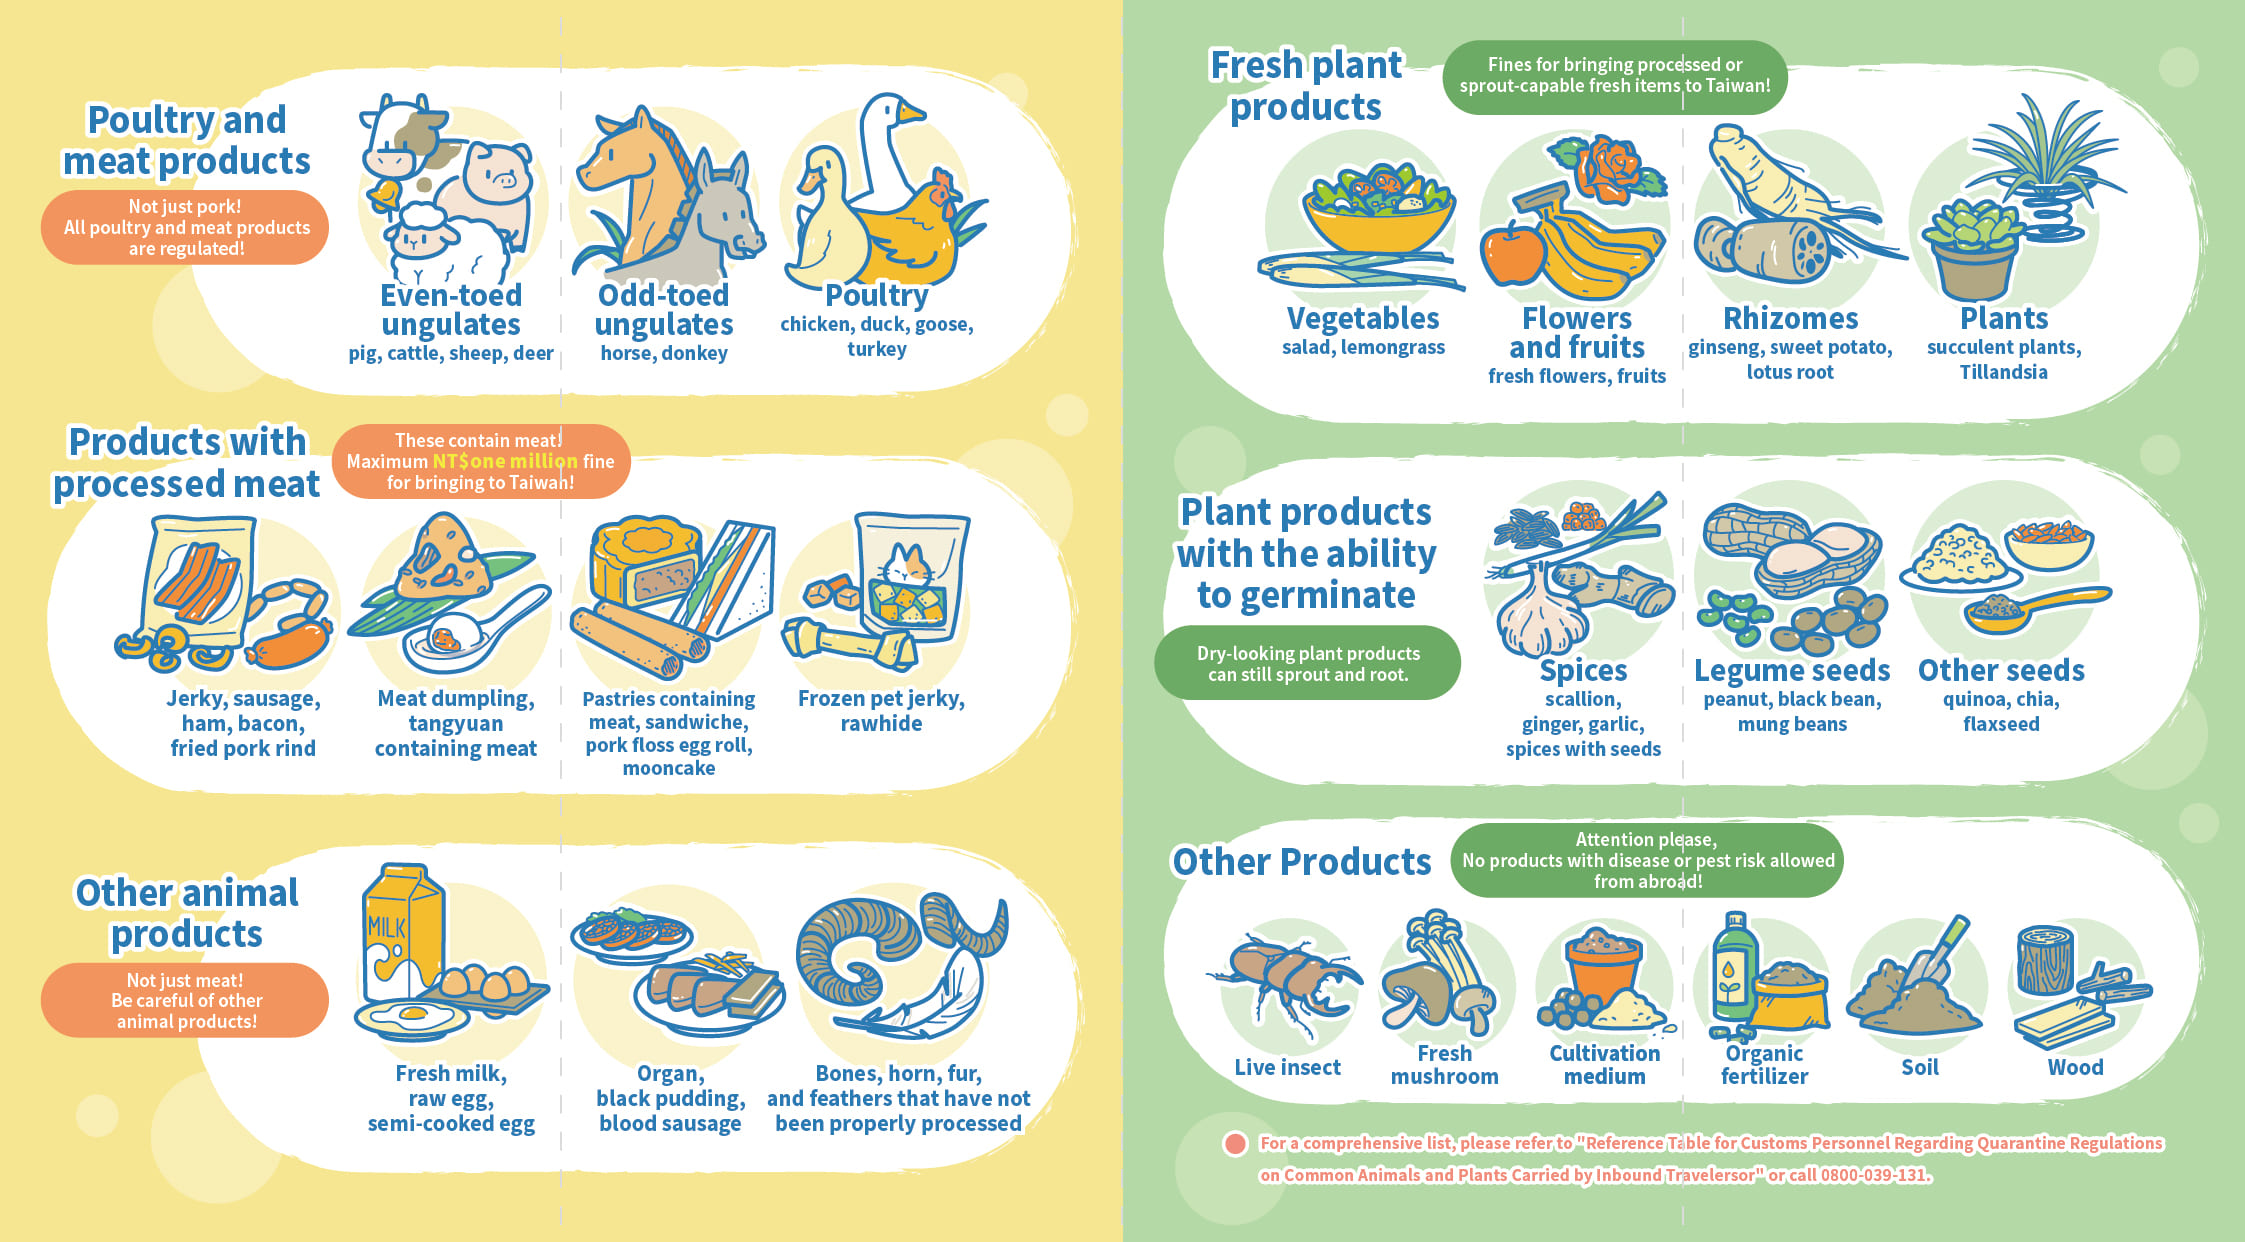 Poultry and
meat products
Not just pork!
All poultry and meat products
are regulated!
Even-toed
ungulates
pig, cattle, sheep, deer
Odd-toed
ungulates
horse, donkey
Poultry
chicken, duck, goose,
turkey
Products with
processed meat
These contain meat!
Maximum NT$one million fine
for bringing to Taiwah!
Jerky, sausage,
ham, bacon,
fried pork rind
Meat dumpling,
tangyuan
containing meat
Pastries containing
meat, sandwiche,
pork floss egg roll,
mooncake
Frozen pet jerky,
rawhide
Other animal
products
Not just meat!
Be careful of other
animal products!
MILK
Fresh milk,
raw egg,
semi-cooked egg
Organ,
black pudding,
blood sausage
Bones, horn, fur,
and feathers that have not
been properly processed
Fresh plant
products
Fines for bringing processed or
sprout-capable fresh items to Taiwan!
Vegetables
salad, lemongrass
Flowers
and fruits
fresh flowers, fruits
Rhizomes
ginseng, sweet potato,
lotus root
Plants
succulent plants,
Tillandsia
Plant products
with the ability
to germinate
Dry-looking plant products
can still sprout and root.
Spices
scallion,
ginger, garlic,
spices with seeds
Legume seeds
peanut, black bean,
mung beans
Other seeds
quinoa, chia,
flaxseed
Other Products
Attention please,
No products with disease or pest risk allowed
from abroad!
Live insect
Fresh
mushroom
Cultivation
medium
Organic
fertilizer
Soil
Wood
For a comprehensive list, please refer to "Reference Table for Customs Personnel Regarding Quarantine Regulations
on Common Animals and Plants Carried by Inbound Travelersor" or call 0800-039-131.